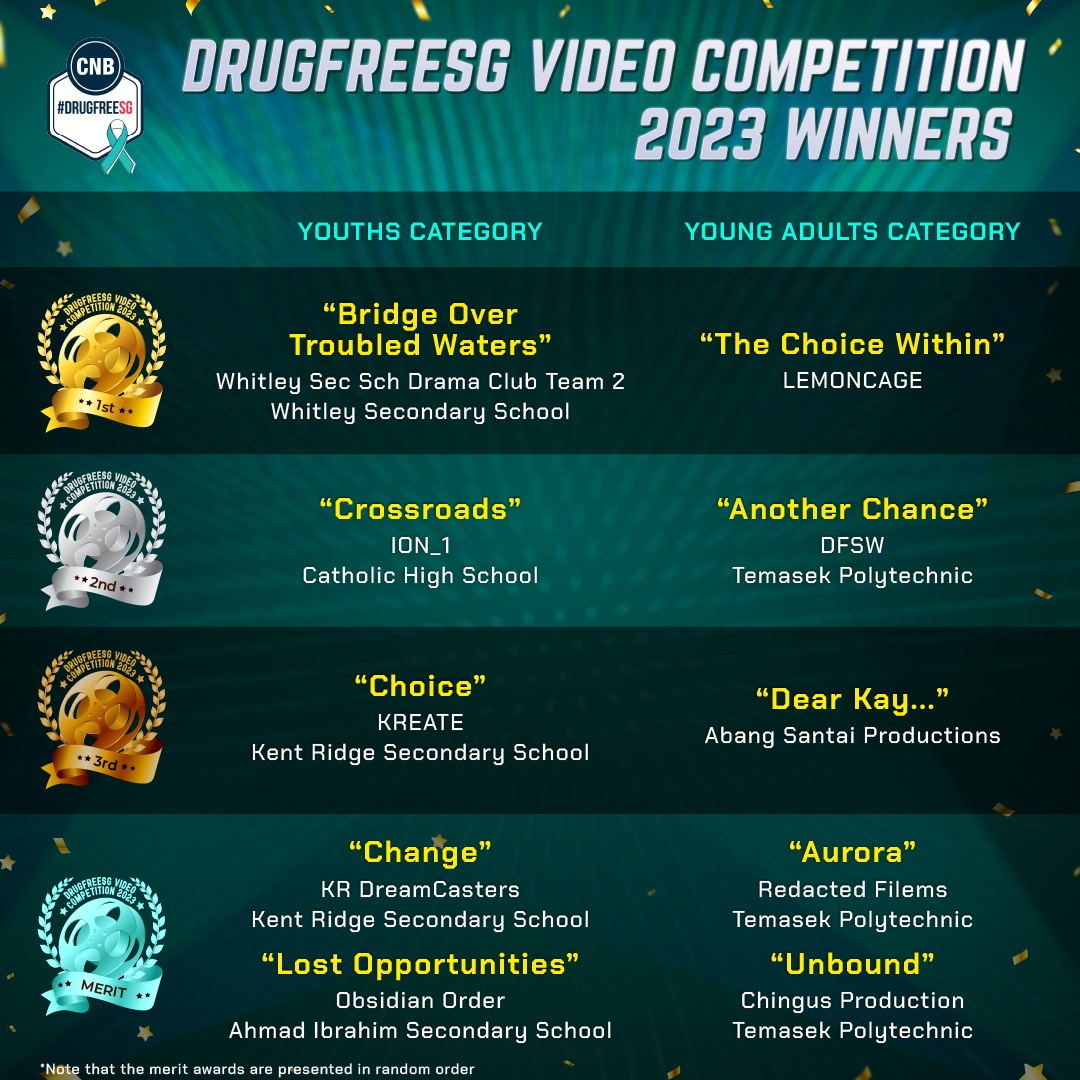 CNB
#DRUGFREESG
DRUGFREESG VIDEO COMPETITION
2023 WINNERS
YOUTHS CATEGORY
YOUNG ADULTS CATEGORY
DRUGFREESG VIDEO
COMPETITION 2023
1st
“Bridge Over
Troubled Waters”
Whitley Sec Sch Drama Club Team 2
Whitley Secondary School
“The Choice Within”
LEMONCAGE
DRUGFREESG VIDEO
COMPETITION 2023
2nd
“Crossroads”
ION_1
Catholic High School
“Another Chance”
DFSW
Temasek Polytechnic
DRUGFREESG VIDEO
COMPETITION 2023
3rd
“Choice”
KREATE
Kent Ridge Secondary School
“Dear Kay...”
Abang Santai Productions
DRUGFREESG VIDEO
COMPETITION 2023
MERIT
“Change”
KR DreamCasters
Kent Ridge Secondary School
“Lost Opportunities”
Obsidian Order
Ahmad Ibrahim Secondary School
“Aurora”
Redacted Filems
Temasek Polytechnic
“Unbound”
Chingus Production
Temasek Polytechnic
*Note that the merit awards are presented in random order